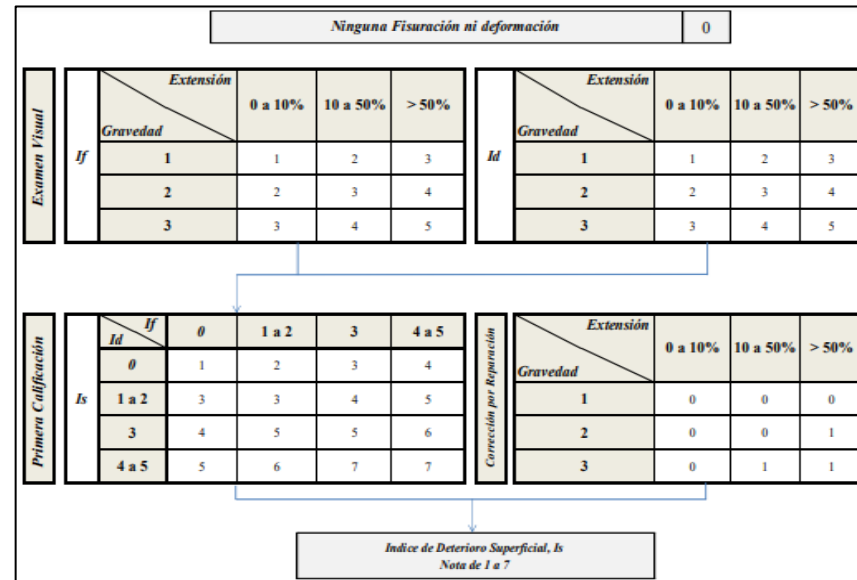 Ninguna Fisuración ni deformación 0
Examen Visual
If
Extensión
Gravedad
0 a 10% 10 a 50% > 50%
1 1 2 3
2 2 3 4
3 3 4 5
Id
Extensión
Gravedad
0 a 10% 10 a 50% > 50%
1 1 2 3
2 2 3 4
3 3 4 5
Primera Calificación
Is
If
Id
0 1 a 2 3 4 a 5
0 1 2 3 4
1 a 2 3 3 4 5
3 4 5 5 6
4 a 5 5 6 7 7
Corrección por Reparación
Extensión
Gravedad
0 a 10% 10 a 50% > 50%
1 0 0 0
2 0 0 1
3 0 1 1
Indice de Deterioro Superficial, Is
Nota de 1 a 7